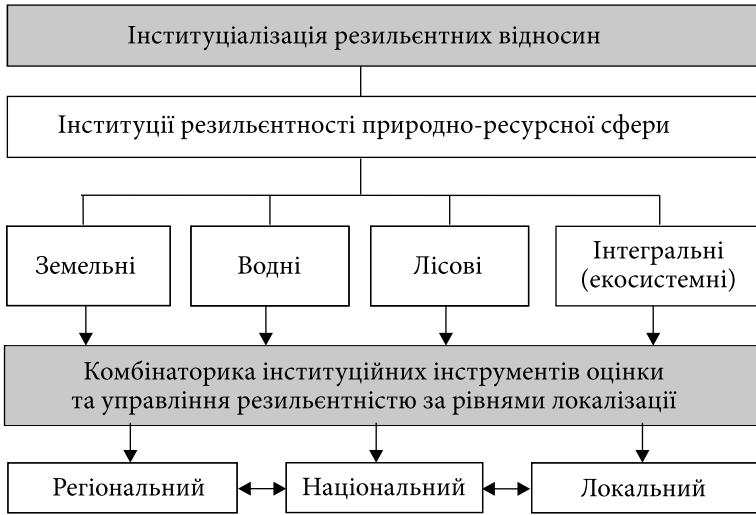 Інституціалізація резильєнтних відносин
Інституції резильєнтності природно-ресурсної сфери
Земельні
Водні
Лісові
Інтегральні
(екосистемні)
Комбінаторика інституційних інструментів оцінки
та управління резильєнтністю за рівнями локалізації
Регіональний
Національний
Локальний